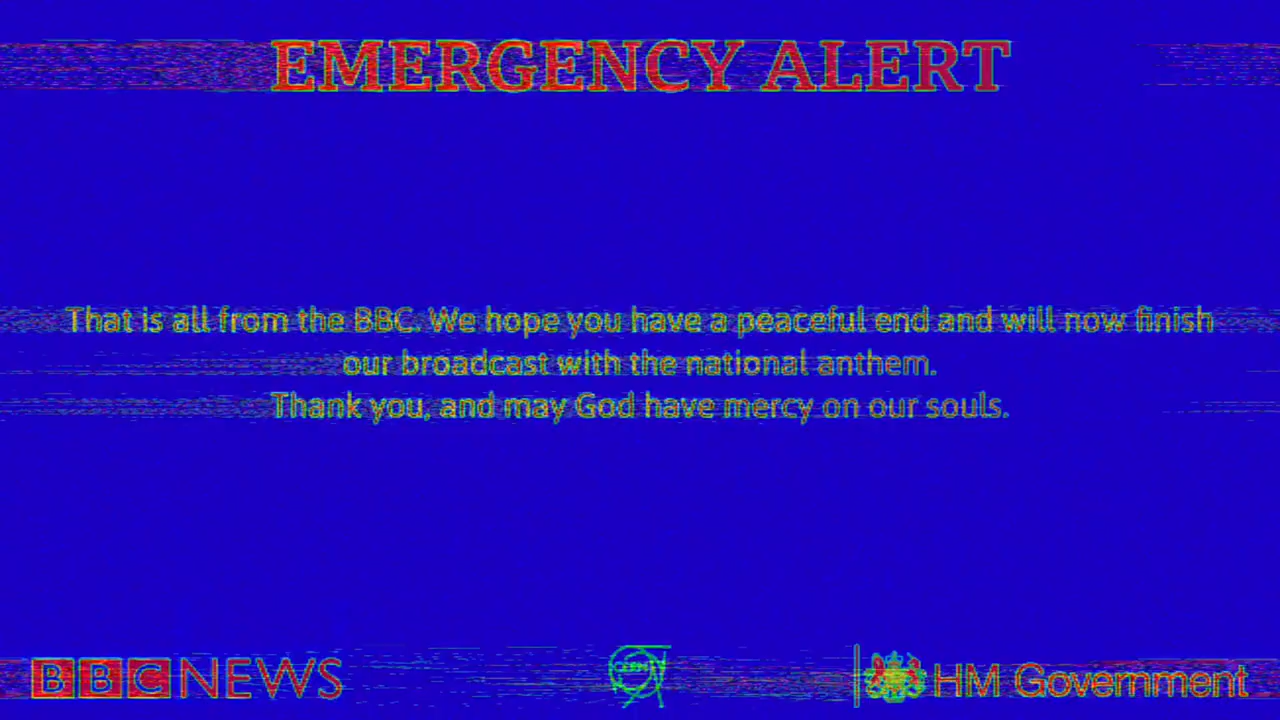 EMERGENCY ALERT
That is all from the BBC. We hope you have a peaceful end and will now finish
our broadcast with the national anthem.
Thank you, and may God have mercy on our souls.
BBC NEWS
CERN
HM Government